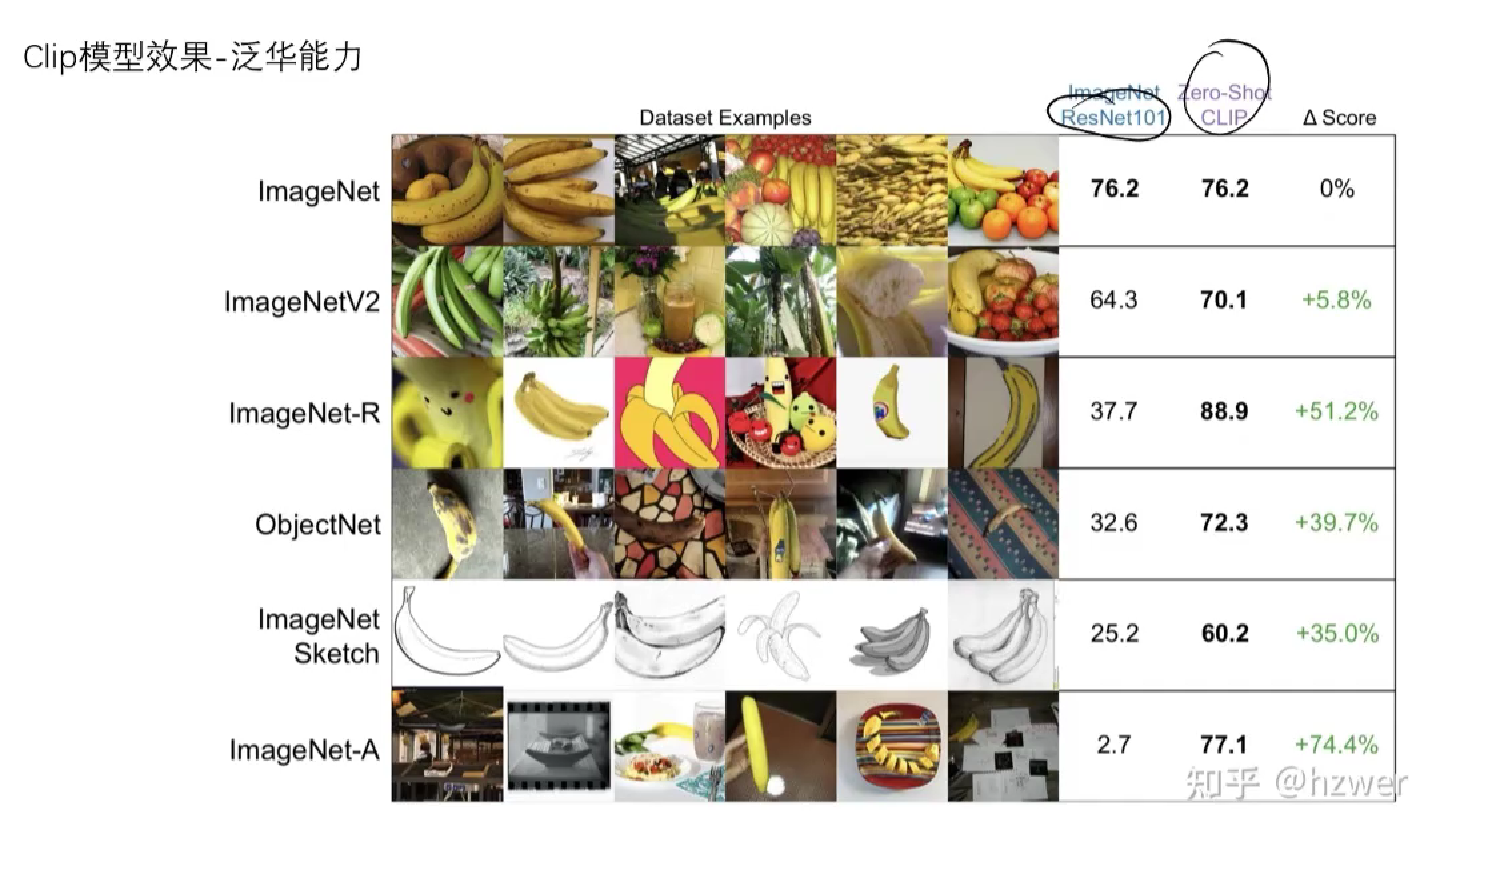 Clip模型效果-泛华能力
Dataset Examples
ImageNet
ResNet101
Zero-Shot
CLIP
Δ Score
ImageNet
76.2
76.2
0%
ImageNetV2
64.3
70.1
+5.8%
ImageNet-R
37.7
88.9
+51.2%
ObjectNet
32.6
72.3
+39.7%
ImageNet
Sketch
25.2
60.2
+35.0%
ImageNet-A
2.7
77.1
+74.4%
知乎 @hzwer